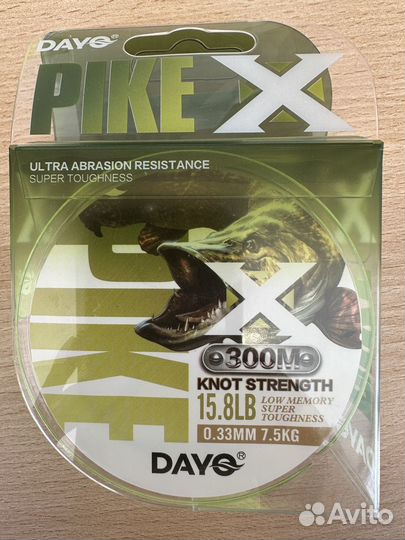 DAYO®
PIKE X
ULTRA ABRASION RESISTANCE
SUPER TOUGHNESS
PIKE
X
300M
KNOT STRENGTH
15.8LB
LOW MEMORY
SUPER
TOUGHNESS
0.33MM 7.5KG
DAYO®
Avito